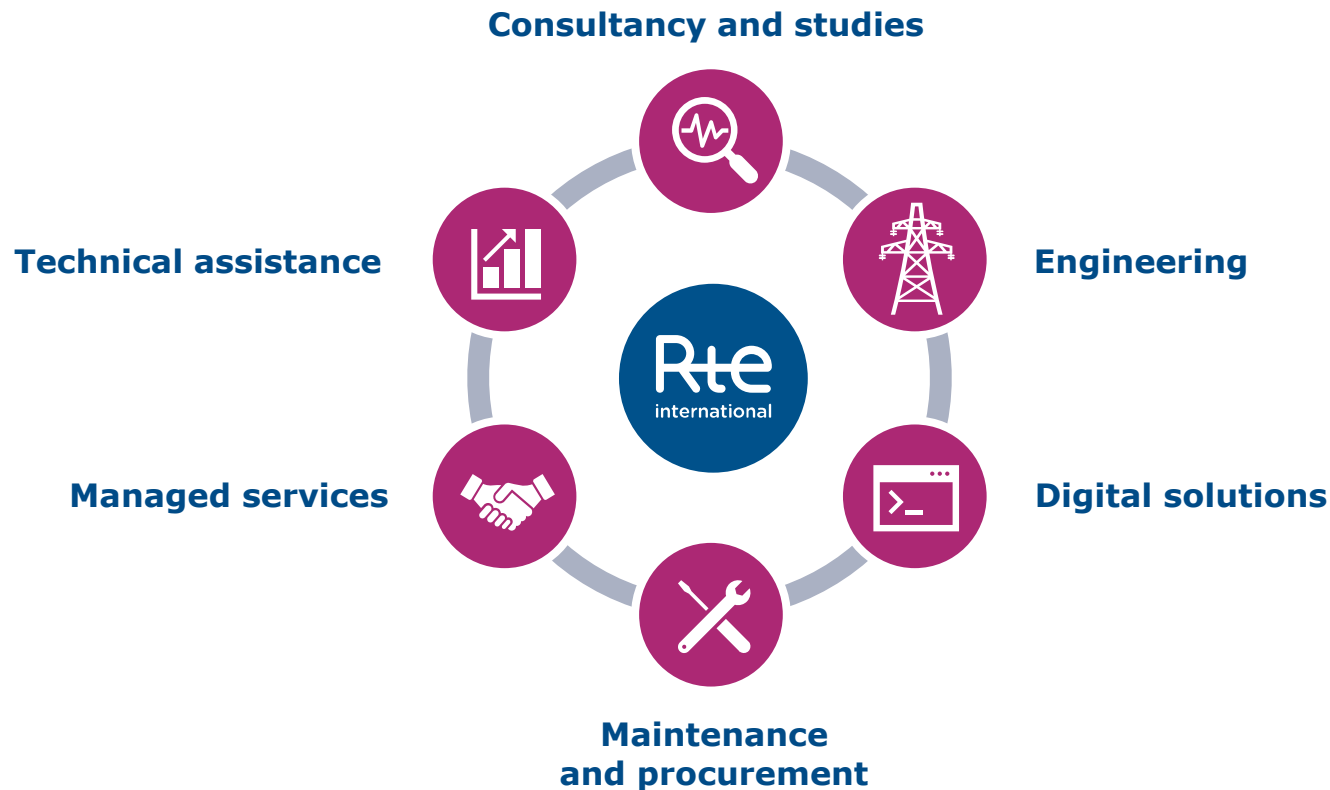 Consultancy and studies
Technical assistance
Engineering
Rte
international
Managed services
Digital solutions
Maintenance
and procurement